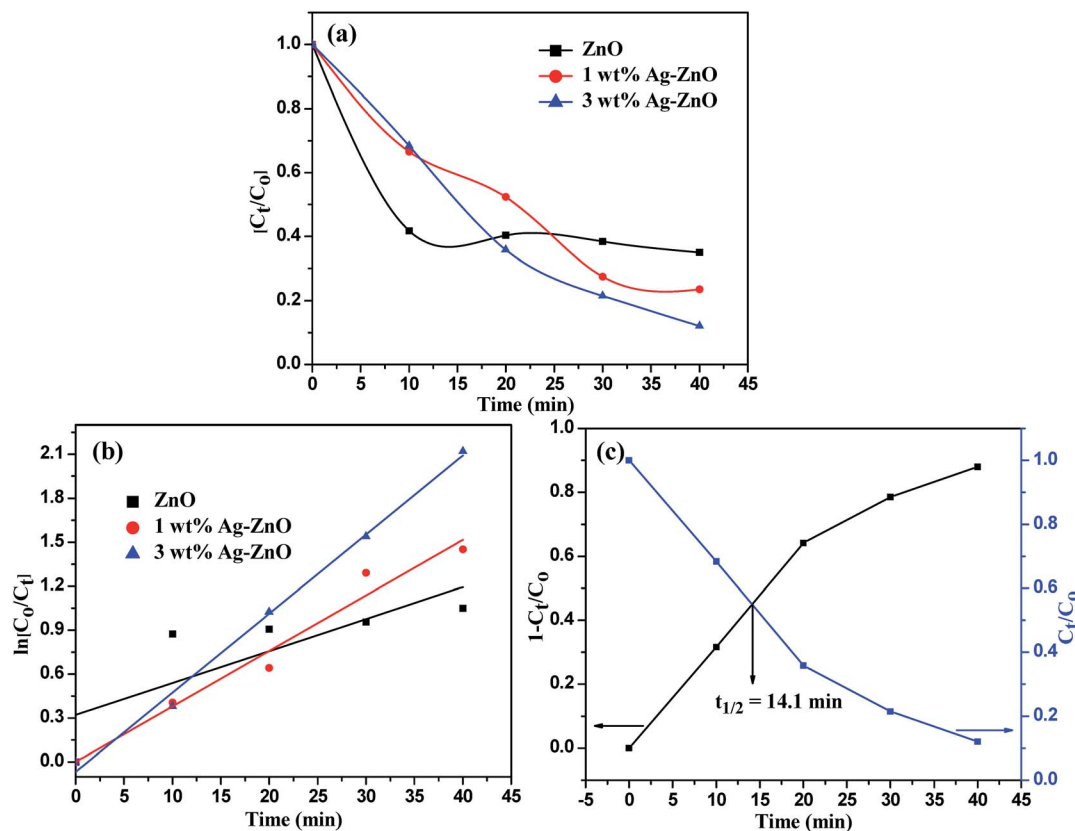 (a)
ZnO
1 wt% Ag-ZnO
3 wt% Ag-ZnO
[Ct/Co]
1.0
0.8
0.6
0.4
0.2
0.0
0 5 10 15 20 25 30 35 40 45
Time (min)
(b)
ZnO
1 wt% Ag-ZnO
3 wt% Ag-ZnO
ln[Co/Ct]
2.1
1.8
1.5
1.2
0.9
0.6
0.3
0.0
0 5 10 15 20 25 30 35 40 45
Time (min)
(c)
1-Ct/Co
1.0
0.8
0.6
0.4
0.2
0.0
t1/2 = 14.1 min
Ct/Co
1.0
0.8
0.6
0.4
0.2
0.0
-5 0 5 10 15 20 25 30 35 40 45
Time (min)